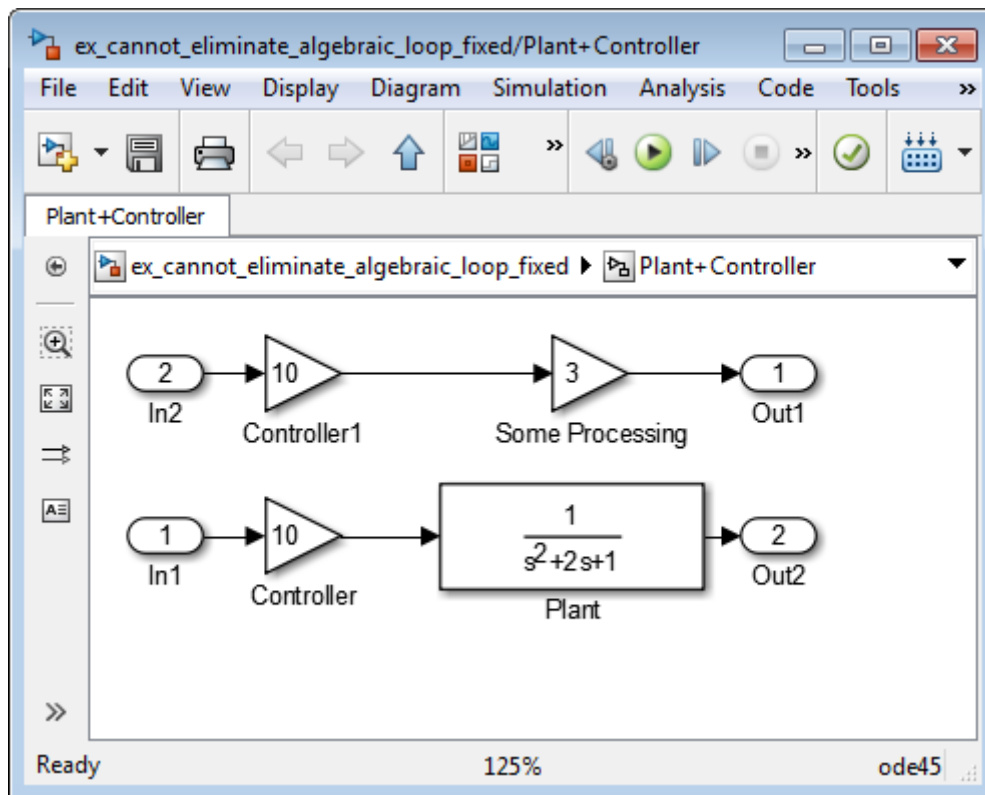 ex_cannot_eliminate_algebraic_loop_fixed/Plant+Controller
File Edit View Display Diagram Simulation Analysis Code Tools »
» »
Plant+Controller
ex_cannot_eliminate_algebraic_loop_fixed Plant+Controller
2 10 3 1
In2 Controller1 Some Processing Out1
1 10 1 2
s²+2s+1
In1 Controller Plant Out2
A
»
Ready 125% ode45